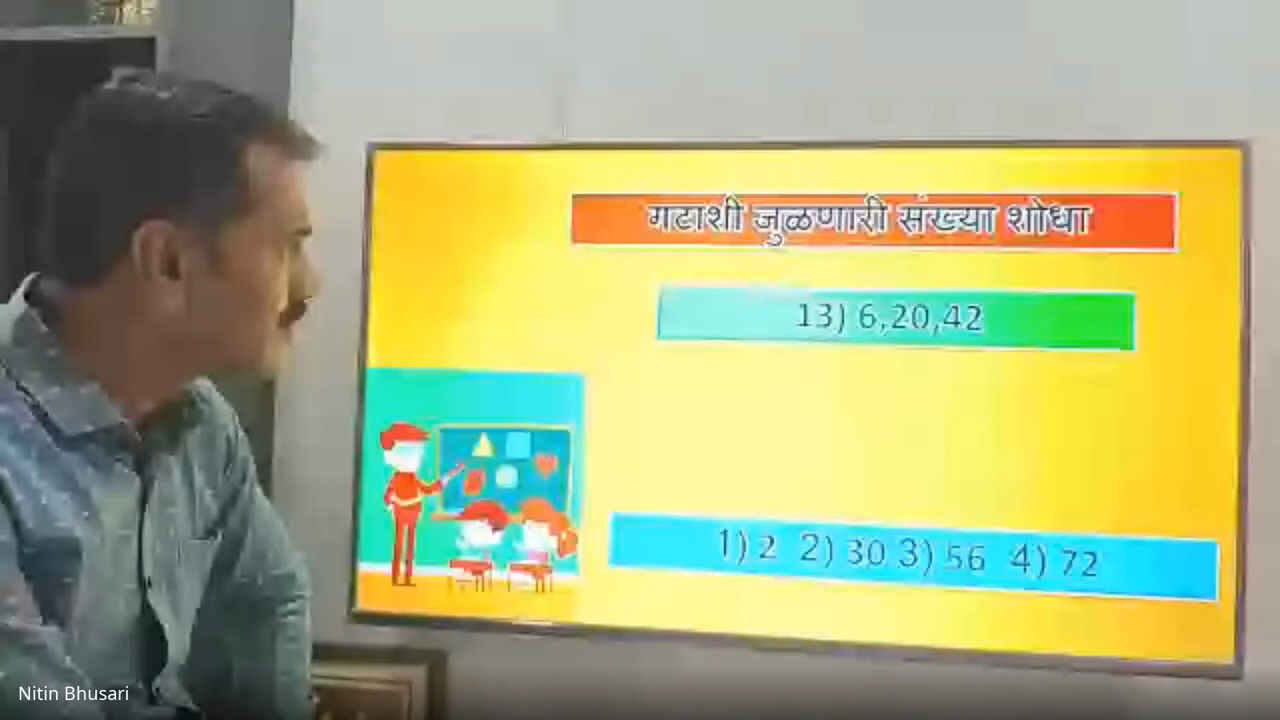 गटाशी जुळणारी संख्या शोधा
13) 6,20,42
1) 2 2) 30 3) 56 4) 72
Nitin Bhusari